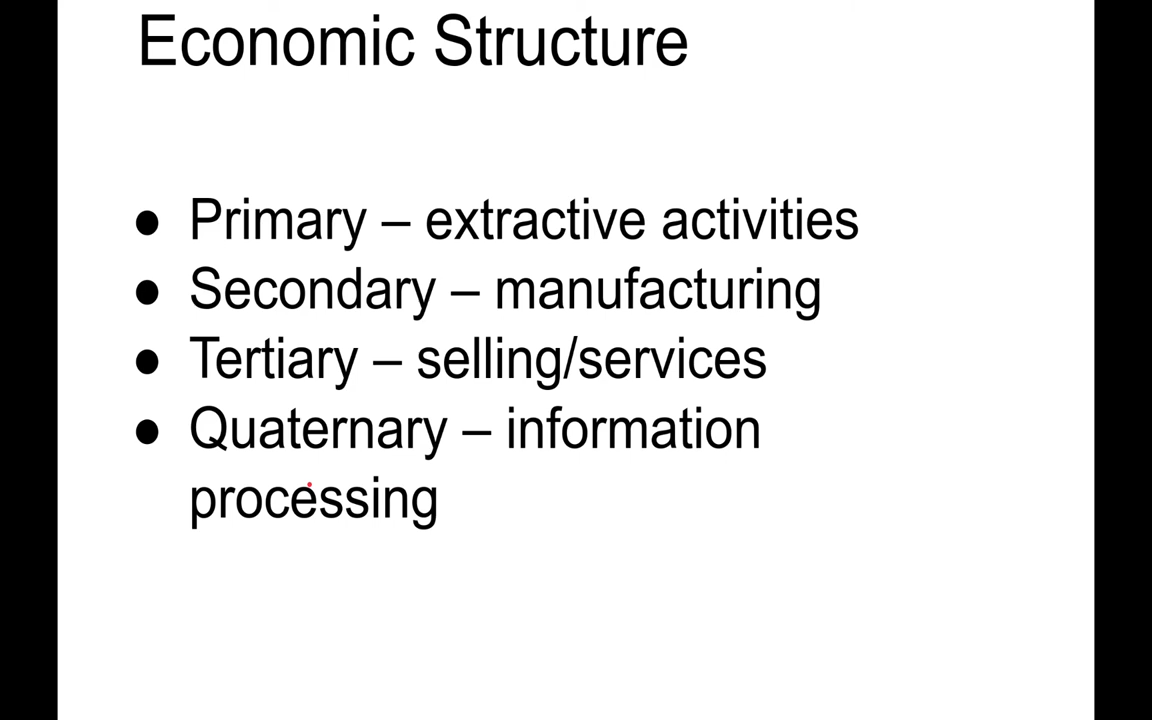 Economic Structure
● Primary – extractive activities
● Secondary – manufacturing
● Tertiary – selling/services
● Quaternary – information
processing